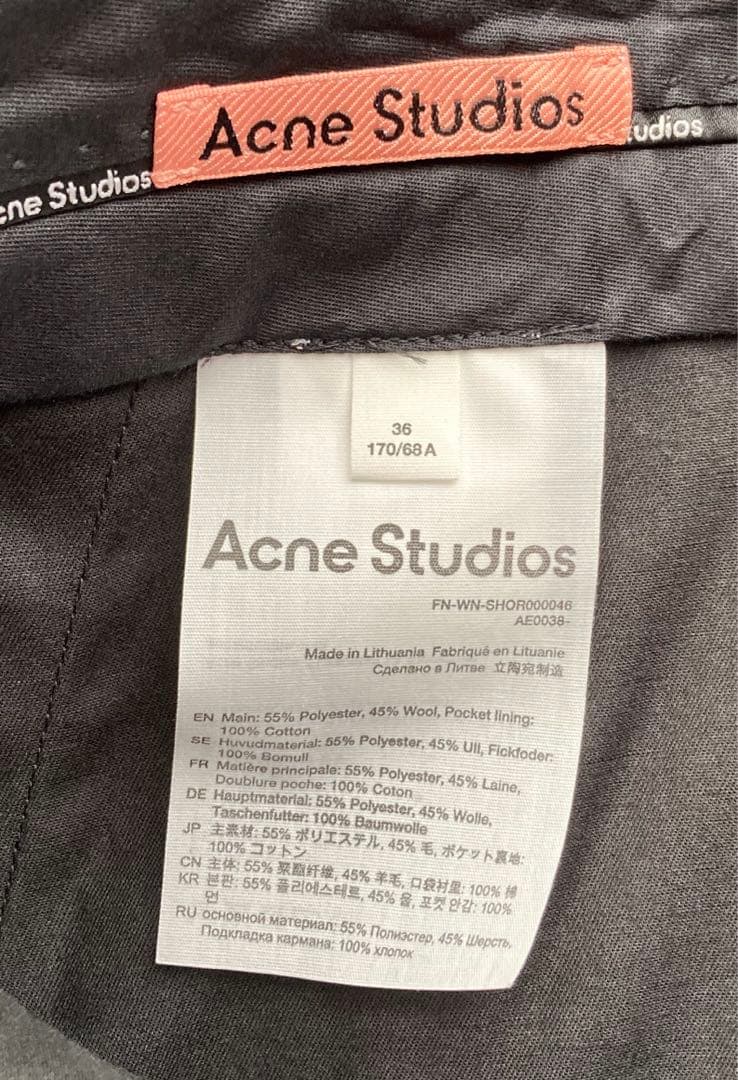 Acne Studios
cne Studios
udios
36
170/68A
Acne Studios
FN-WN-SHOR000046
AE0038-
Made in Lithuania Fabriqué en Lituanie
Сделано в Литве 立陶宛制造
EN Main: 55% Polyester, 45% Wool, Pocket lining:
100% Cotton
SE Huvudmaterial: 55% Polyester, 45% Ull, Fickfoder:
100% Bomull
FR Matière principale: 55% Polyester, 45% Laine,
Doublure poche: 100% Coton
DE Hauptmaterial: 55% Polyester, 45% Wolle,
Taschenfutter: 100% Baumwolle
JP 主素材: 55% ポリエステル, 45% 毛, ポケット裏地:
100% コットン
CN 主体: 55% 聚酯纤维, 45% 羊毛, 口袋衬里: 100% 棉
KR 본판: 55% 폴리에스테르, 45% 울, 포켓 안감: 100%
면
RU основной материал: 55% Полиэстер, 45% Шерсть,
Подкладка кармана: 100% хлопок